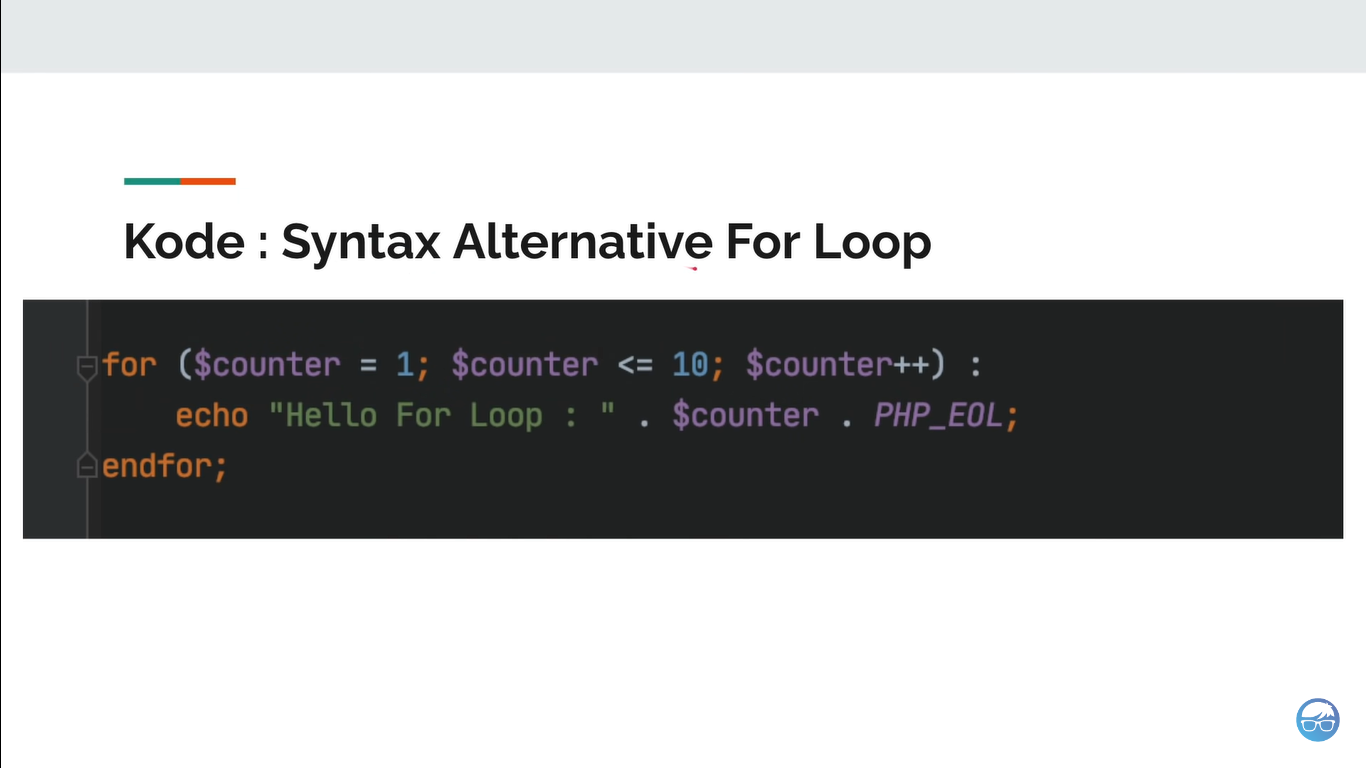 Kode : Syntax Alternative For Loop
for ($counter = 1; $counter <= 10; $counter++) :
    echo "Hello For Loop : " . $counter . PHP_EOL;
endfor;